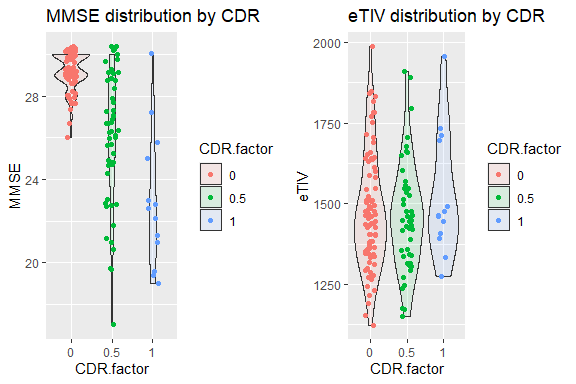 MMSE distribution by CDR
28
24
20
MMSE
0
0.5
1
CDR.factor
CDR.factor
0
0.5
1
eTIV distribution by CDR
2000
1750
1500
1250
eTIV
0
0.5
1
CDR.factor
CDR.factor
0
0.5
1